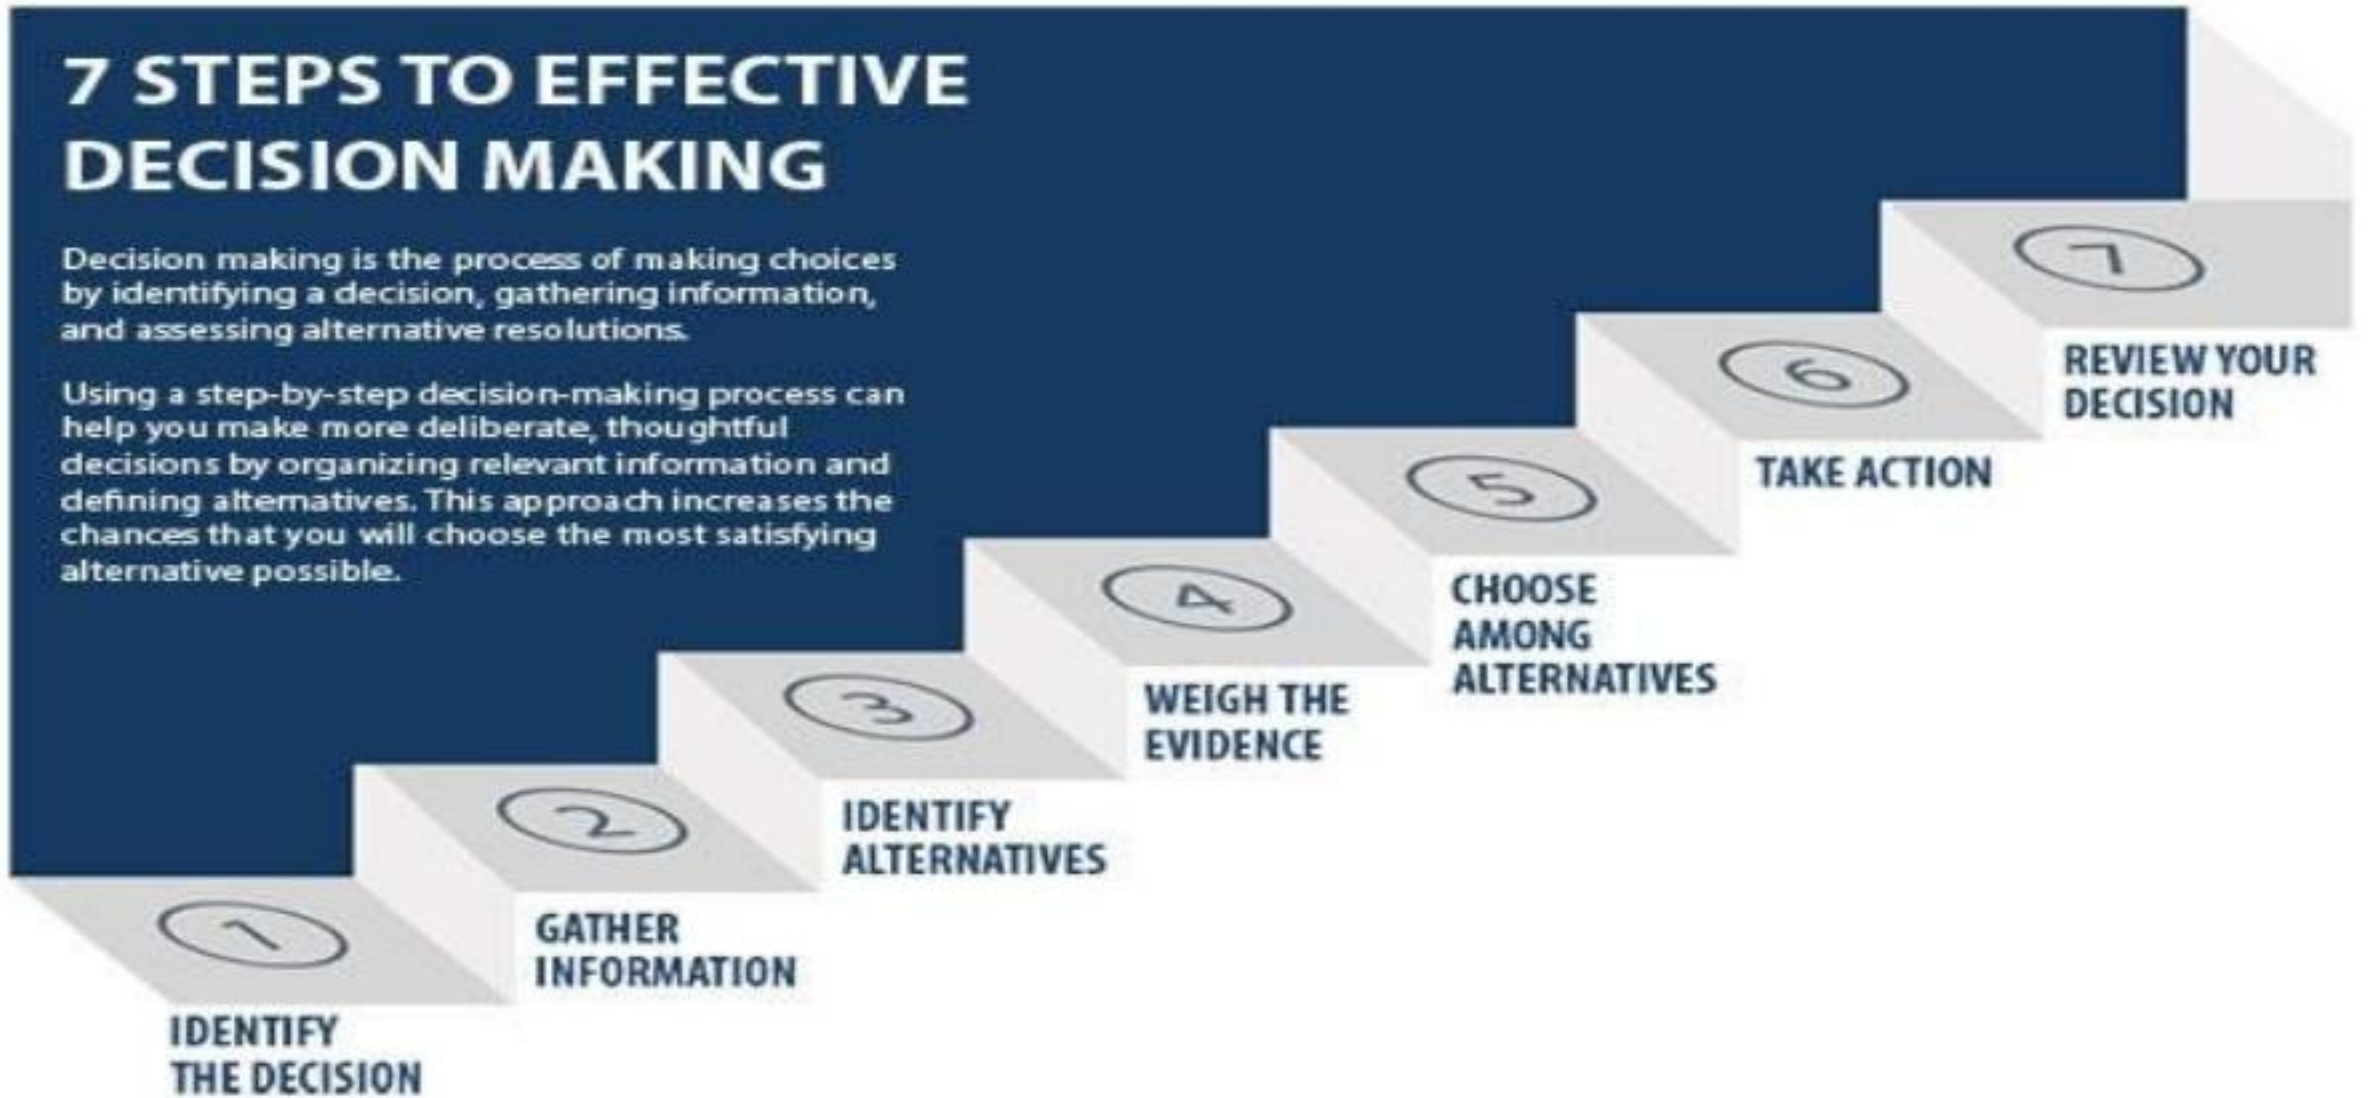 7 STEPS TO EFFECTIVE
DECISION MAKING
Decision making is the process of making choices
by identifying a decision, gathering information,
and assessing alternative resolutions.
Using a step-by-step decision-making process can
help you make more deliberate, thoughtful
decisions by organizing relevant information and
defining alternatives. This approach increases the
chances that you will choose the most satisfying
alternative possible.
1
IDENTIFY
THE DECISION
2
GATHER
INFORMATION
3
IDENTIFY
ALTERNATIVES
4
WEIGH THE
EVIDENCE
5
CHOOSE
AMONG
ALTERNATIVES
6
TAKE ACTION
7
REVIEW YOUR
DECISION